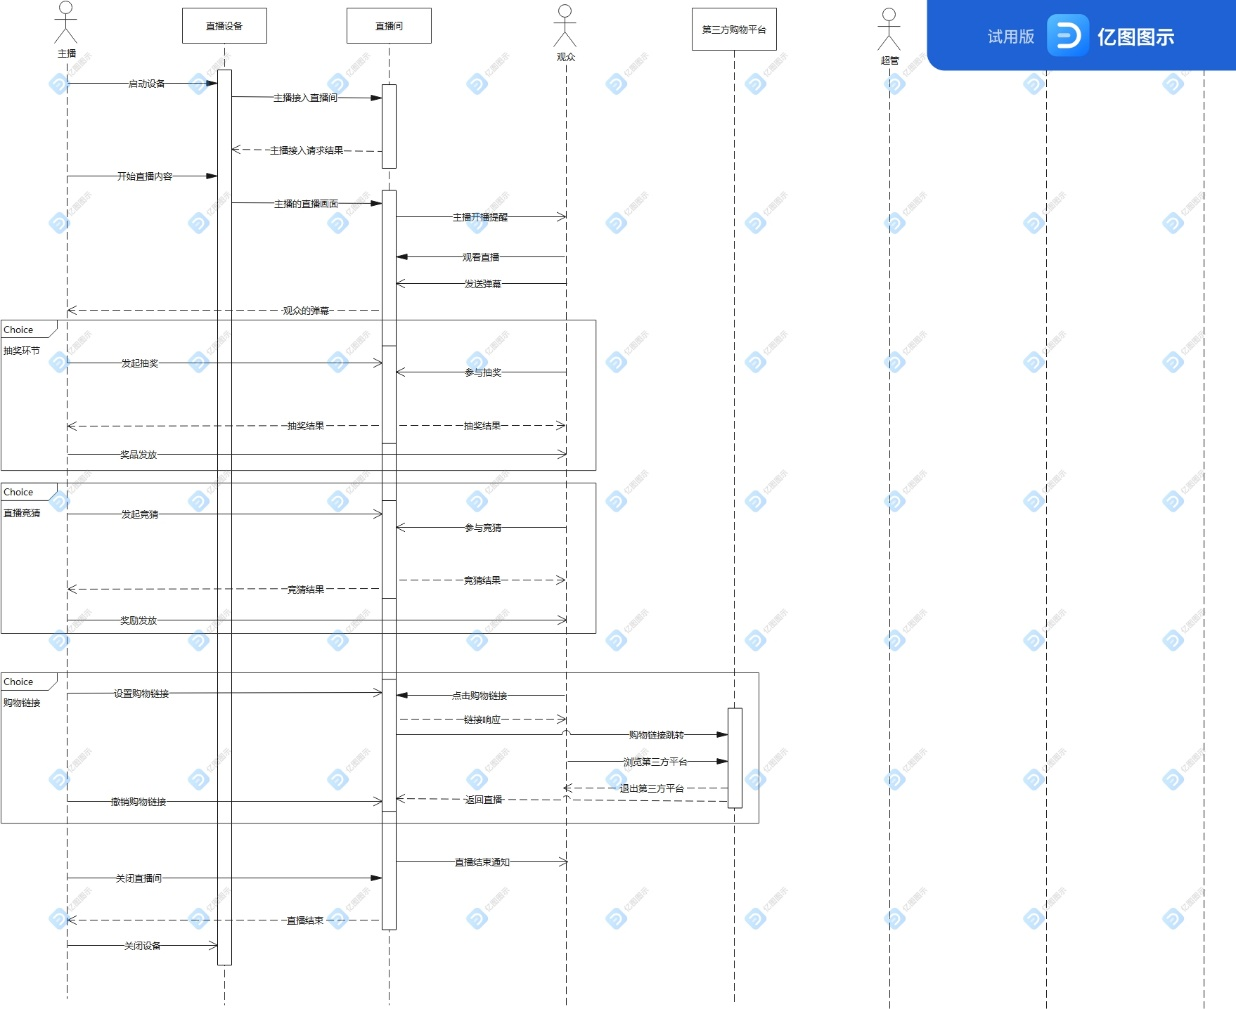 主播
直播设备
直播间
观众
第三方购物平台
超管
试用版
亿图图示
启动设备
主播接入直播间
主播接入请求结果
开始直播内容
主播的直播画面
主播开播提醒
观看直播
发送弹幕
观众的弹幕
Choice
抽奖环节
发起抽奖
参与抽奖
抽奖结果
抽奖结果
奖品发放
Choice
直播竞猜
发起竞猜
参与竞猜
竞猜结果
竞猜结果
奖励发放
Choice
购物链接
设置购物链接
点击购物链接
链接响应
购物链接跳转
浏览第三方平台
退出第三方平台
返回直播
撤销购物链接
直播结束通知
关闭直播间
直播结束
关闭设备